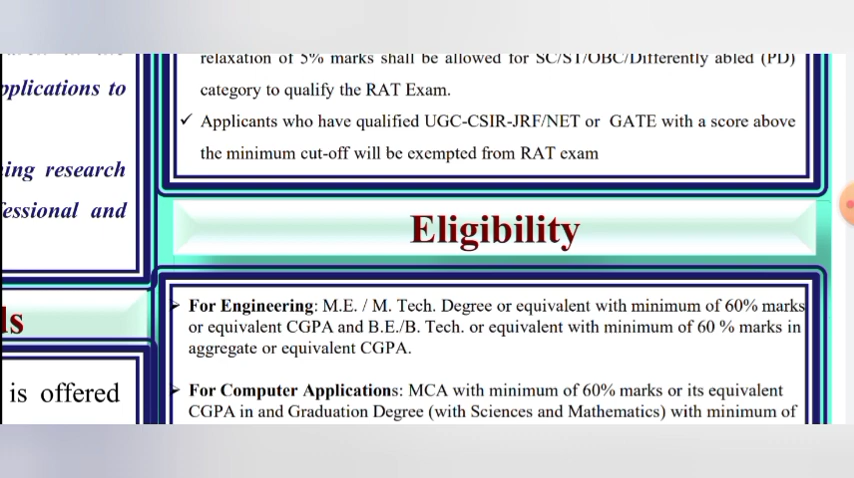 pplications to
ing research
essional and
ls
is offered
relaxation of 5% marks shall be allowed for SC/ST/OBC/Differently abled (PD)
category to qualify the RAT Exam.
✓ Applicants who have qualified UGC-CSIR-JRF/NET or GATE with a score above
the minimum cut-off will be exempted from RAT exam
Eligibility
➢ For Engineering: M.E. / M. Tech. Degree or equivalent with minimum of 60% marks
or equivalent CGPA and B.E./B. Tech. or equivalent with minimum of 60 % marks in
aggregate or equivalent CGPA.
➢ For Computer Applications: MCA with minimum of 60% marks or its equivalent
CGPA in and Graduation Degree (with Sciences and Mathematics) with minimum of